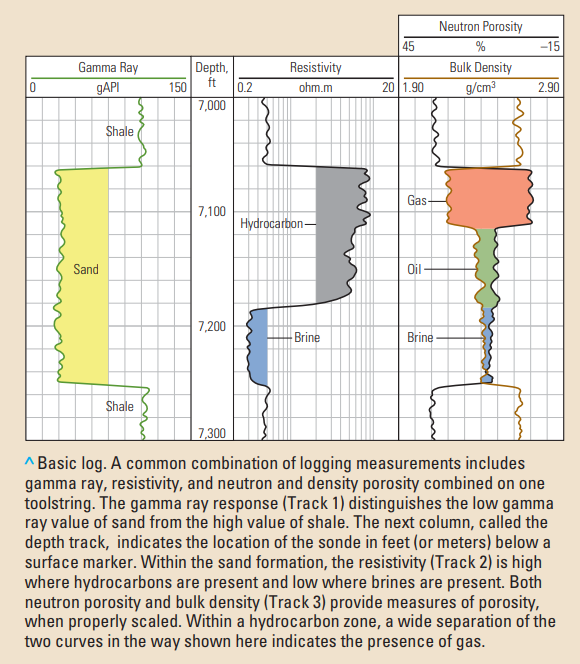 Neutron Porosity
45 % –15
Gamma Ray Depth, Resistivity Bulk Density
0 gAPI 150 ft 0.2 ohm.m 20 1.90 g/cm³ 2.90
7,000
Shale
Gas
7,100
Hydrocarbon
Sand
Oil
7,200
Brine
Brine
Shale
7,300
^ Basic log. A common combination of logging measurements includes
gamma ray, resistivity, and neutron and density porosity combined on one
toolstring. The gamma ray response (Track 1) distinguishes the low gamma
ray value of sand from the high value of shale. The next column, called the
depth track, indicates the location of the sonde in feet (or meters) below a
surface marker. Within the sand formation, the resistivity (Track 2) is high
where hydrocarbons are present and low where brines are present. Both
neutron porosity and bulk density (Track 3) provide measures of porosity,
when properly scaled. Within a hydrocarbon zone, a wide separation of the
two curves in the way shown here indicates the presence of gas.